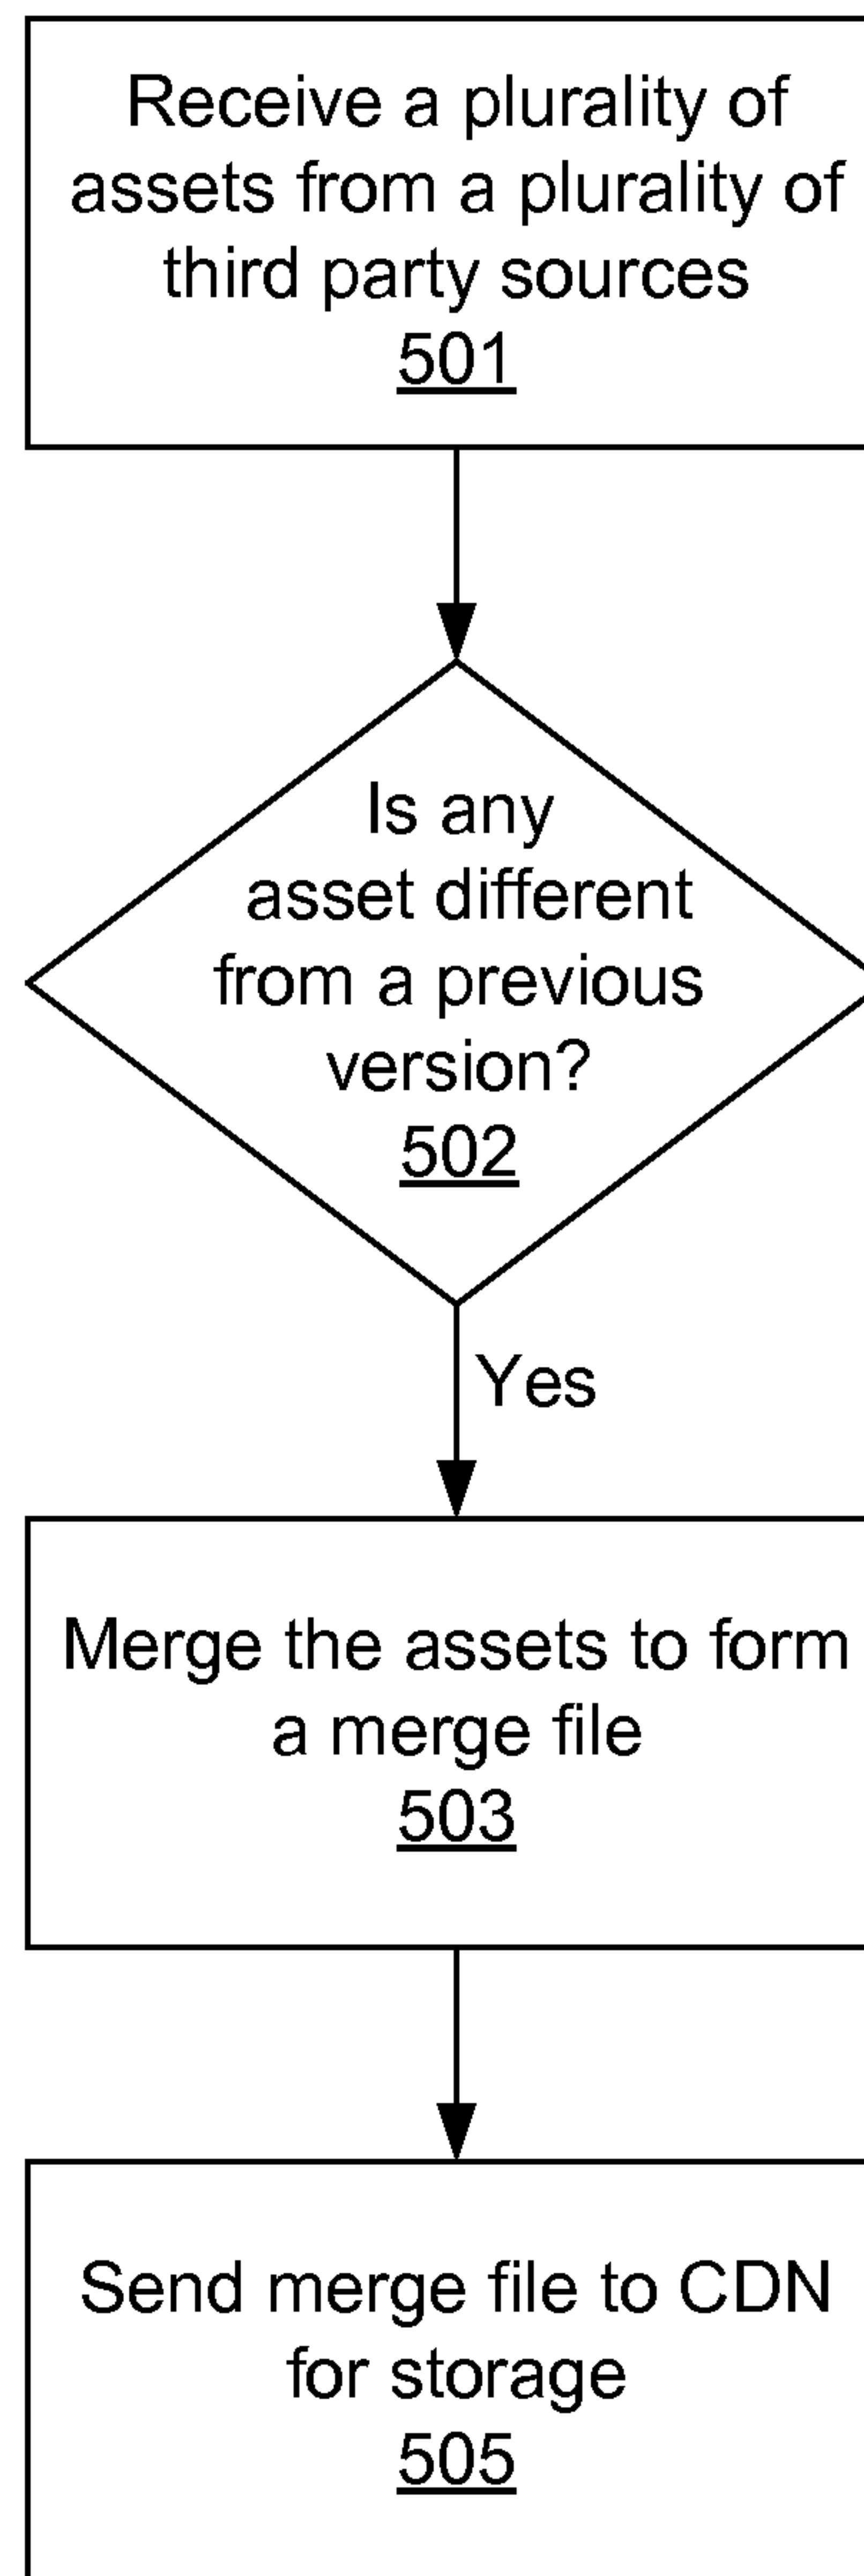 Receive a plurality of
assets from a plurality of
third party sources
501
Is any
asset different
from a previous
version?
502
Yes
Merge the assets to form
a merge file
503
Send merge file to CDN
for storage
505